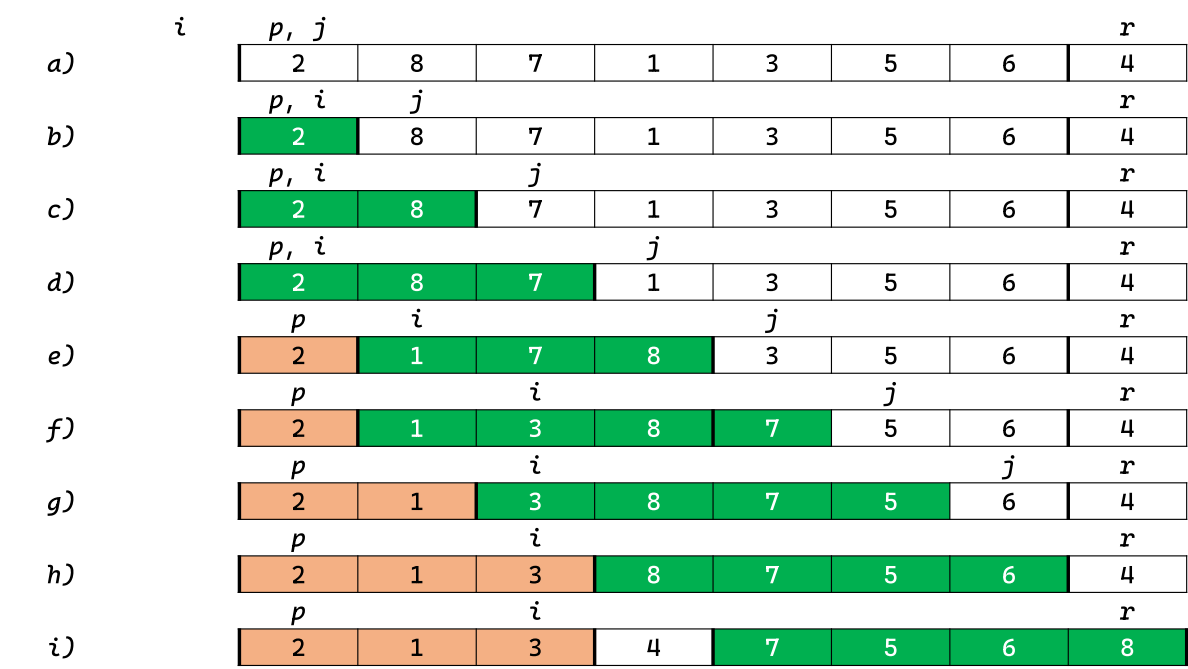 i p, j r
a) 2 8 7 1 3 5 6 4
p, i j r
b) 2 8 7 1 3 5 6 4
p, i j r
c) 2 8 7 1 3 5 6 4
p, i j r
d) 2 8 7 1 3 5 6 4
p i j r
e) 2 1 7 8 3 5 6 4
p i j r
f) 2 1 3 8 7 5 6 4
p i j r
g) 2 1 3 8 7 5 6 4
p i r
h) 2 1 3 8 7 5 6 4
p i r
i) 2 1 3 4 7 5 6 8